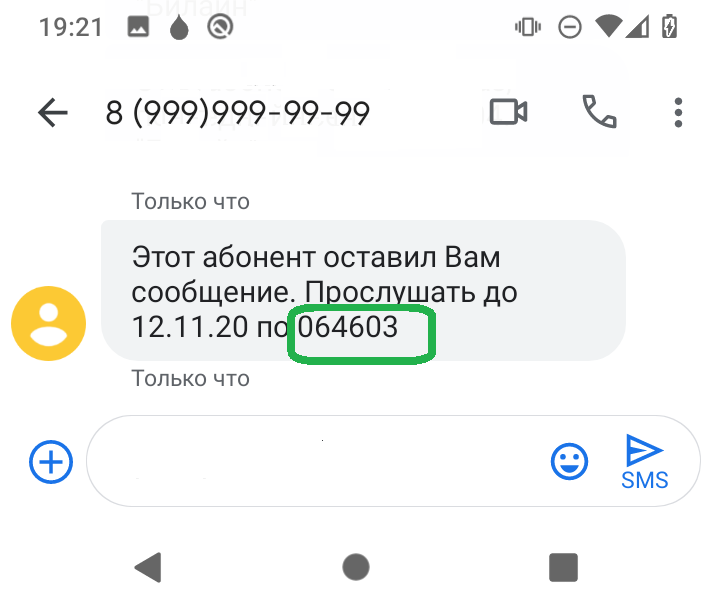 Билайн
19:21
8 (999)999-99-99
Только что
Этот абонент оставил Вам
сообщение. Прослушать до
12.11.20 по 064603
Только что
SMS